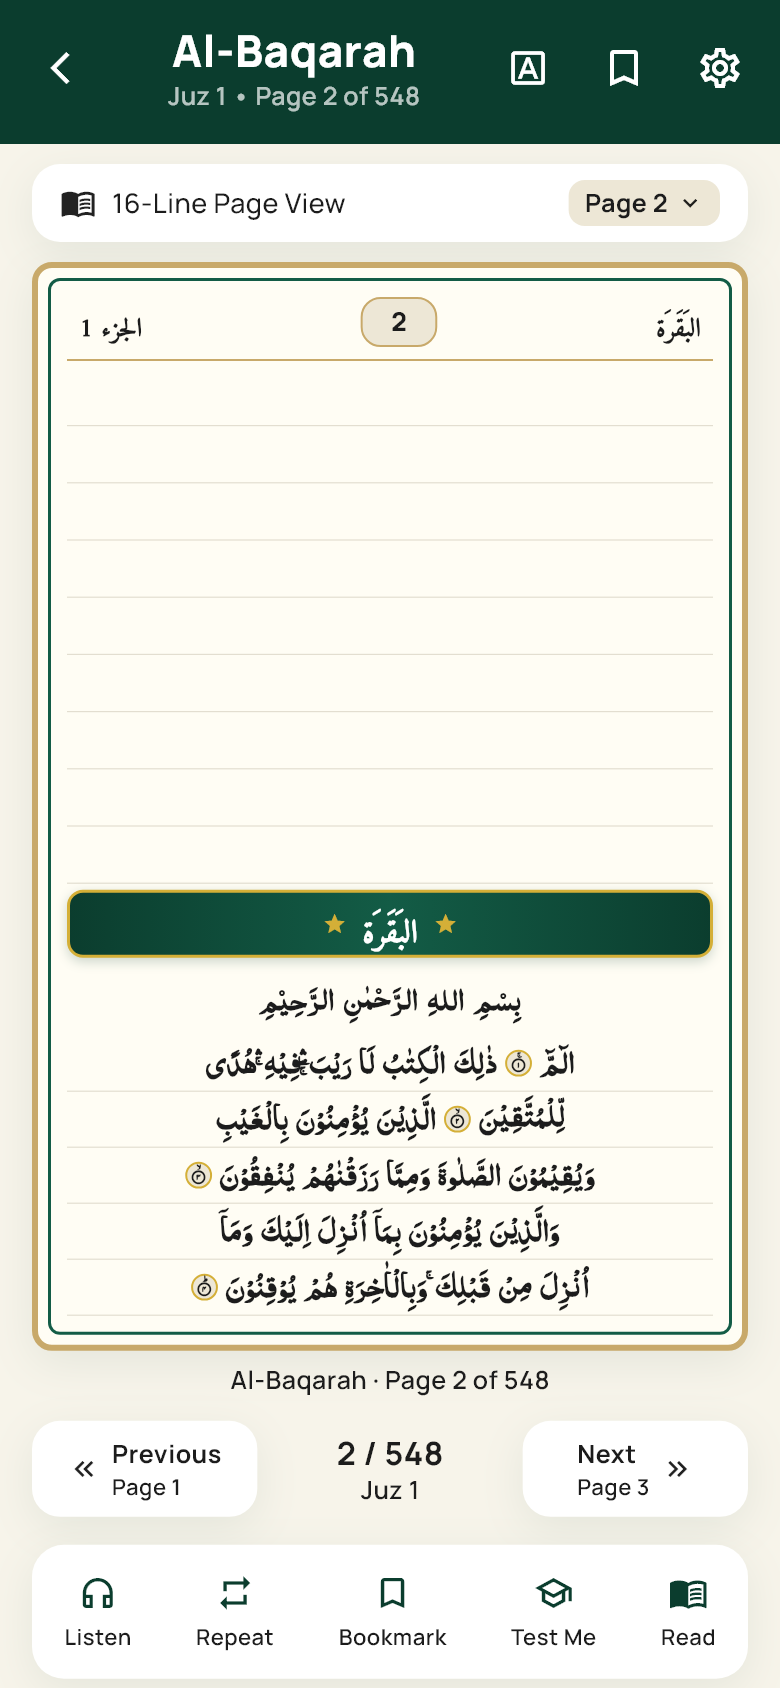 Al-Baqarah
Juz 1 • Page 2 of 548
16-Line Page View
Page 2
البَقَرَة
2
الجزء 1
البَقَرَة
بِسْمِ اللهِ الرَّحْمٰنِ الرَّحِيْمِ
الٓمّٓ ۚ‏ ۝١ ذٰلِكَ الْكِتٰبُ لَا رَيْبَ ۛۖۚ فِيْهِ ۛۚ هُدًى
لِّلْمُتَّقِيْنَ ۙ‏ ۝٢ الَّذِيْنَ يُؤْمِنُوْنَ بِالْغَيْبِ
وَيُقِيْمُوْنَ الصَّلٰوةَ وَمِمَّا رَزَقْنٰهُمْ يُنْفِقُوْنَ ۙ‏ ۝٣
وَالَّذِيْنَ يُؤْمِنُوْنَ بِمَآ اُنْزِلَ اِلَيْكَ وَمَآ
اُنْزِلَ مِنْ قَبْلِكَ ۚ وَبِالْاٰخِرَةِ هُمْ يُوْقِنُوْنَ ؕ‏ ۝٤
Al-Baqarah · Page 2 of 548
Previous
Page 1
2 / 548
Juz 1
Next
Page 3
Listen
Repeat
Bookmark
Test Me
Read